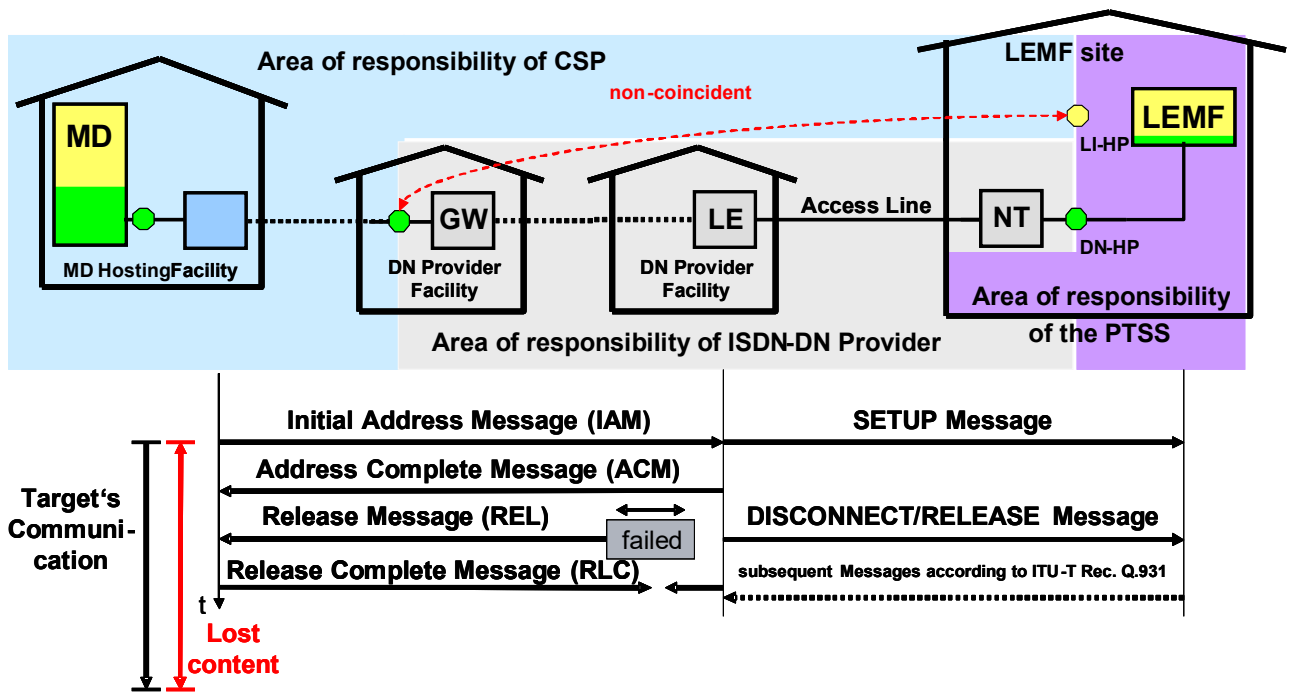 Area of responsibility of CSP
LEMF site
non-coincident
MD
LEMF
LI-HP
GW
LE
Access Line
NT
DN-HP
MD HostingFacility
DN Provider
Facility
DN Provider
Facility
Area of responsibility
of the PTSS
Area of responsibility of ISDN-DN Provider
Initial Address Message (IAM)
SETUP Message
Address Complete Message (ACM)
Target‘s
Communi-
cation
Release Message (REL)
failed
DISCONNECT/RELEASE Message
Release Complete Message (RLC)
subsequent Messages according to ITU-T Rec. Q.931
t
Lost
content